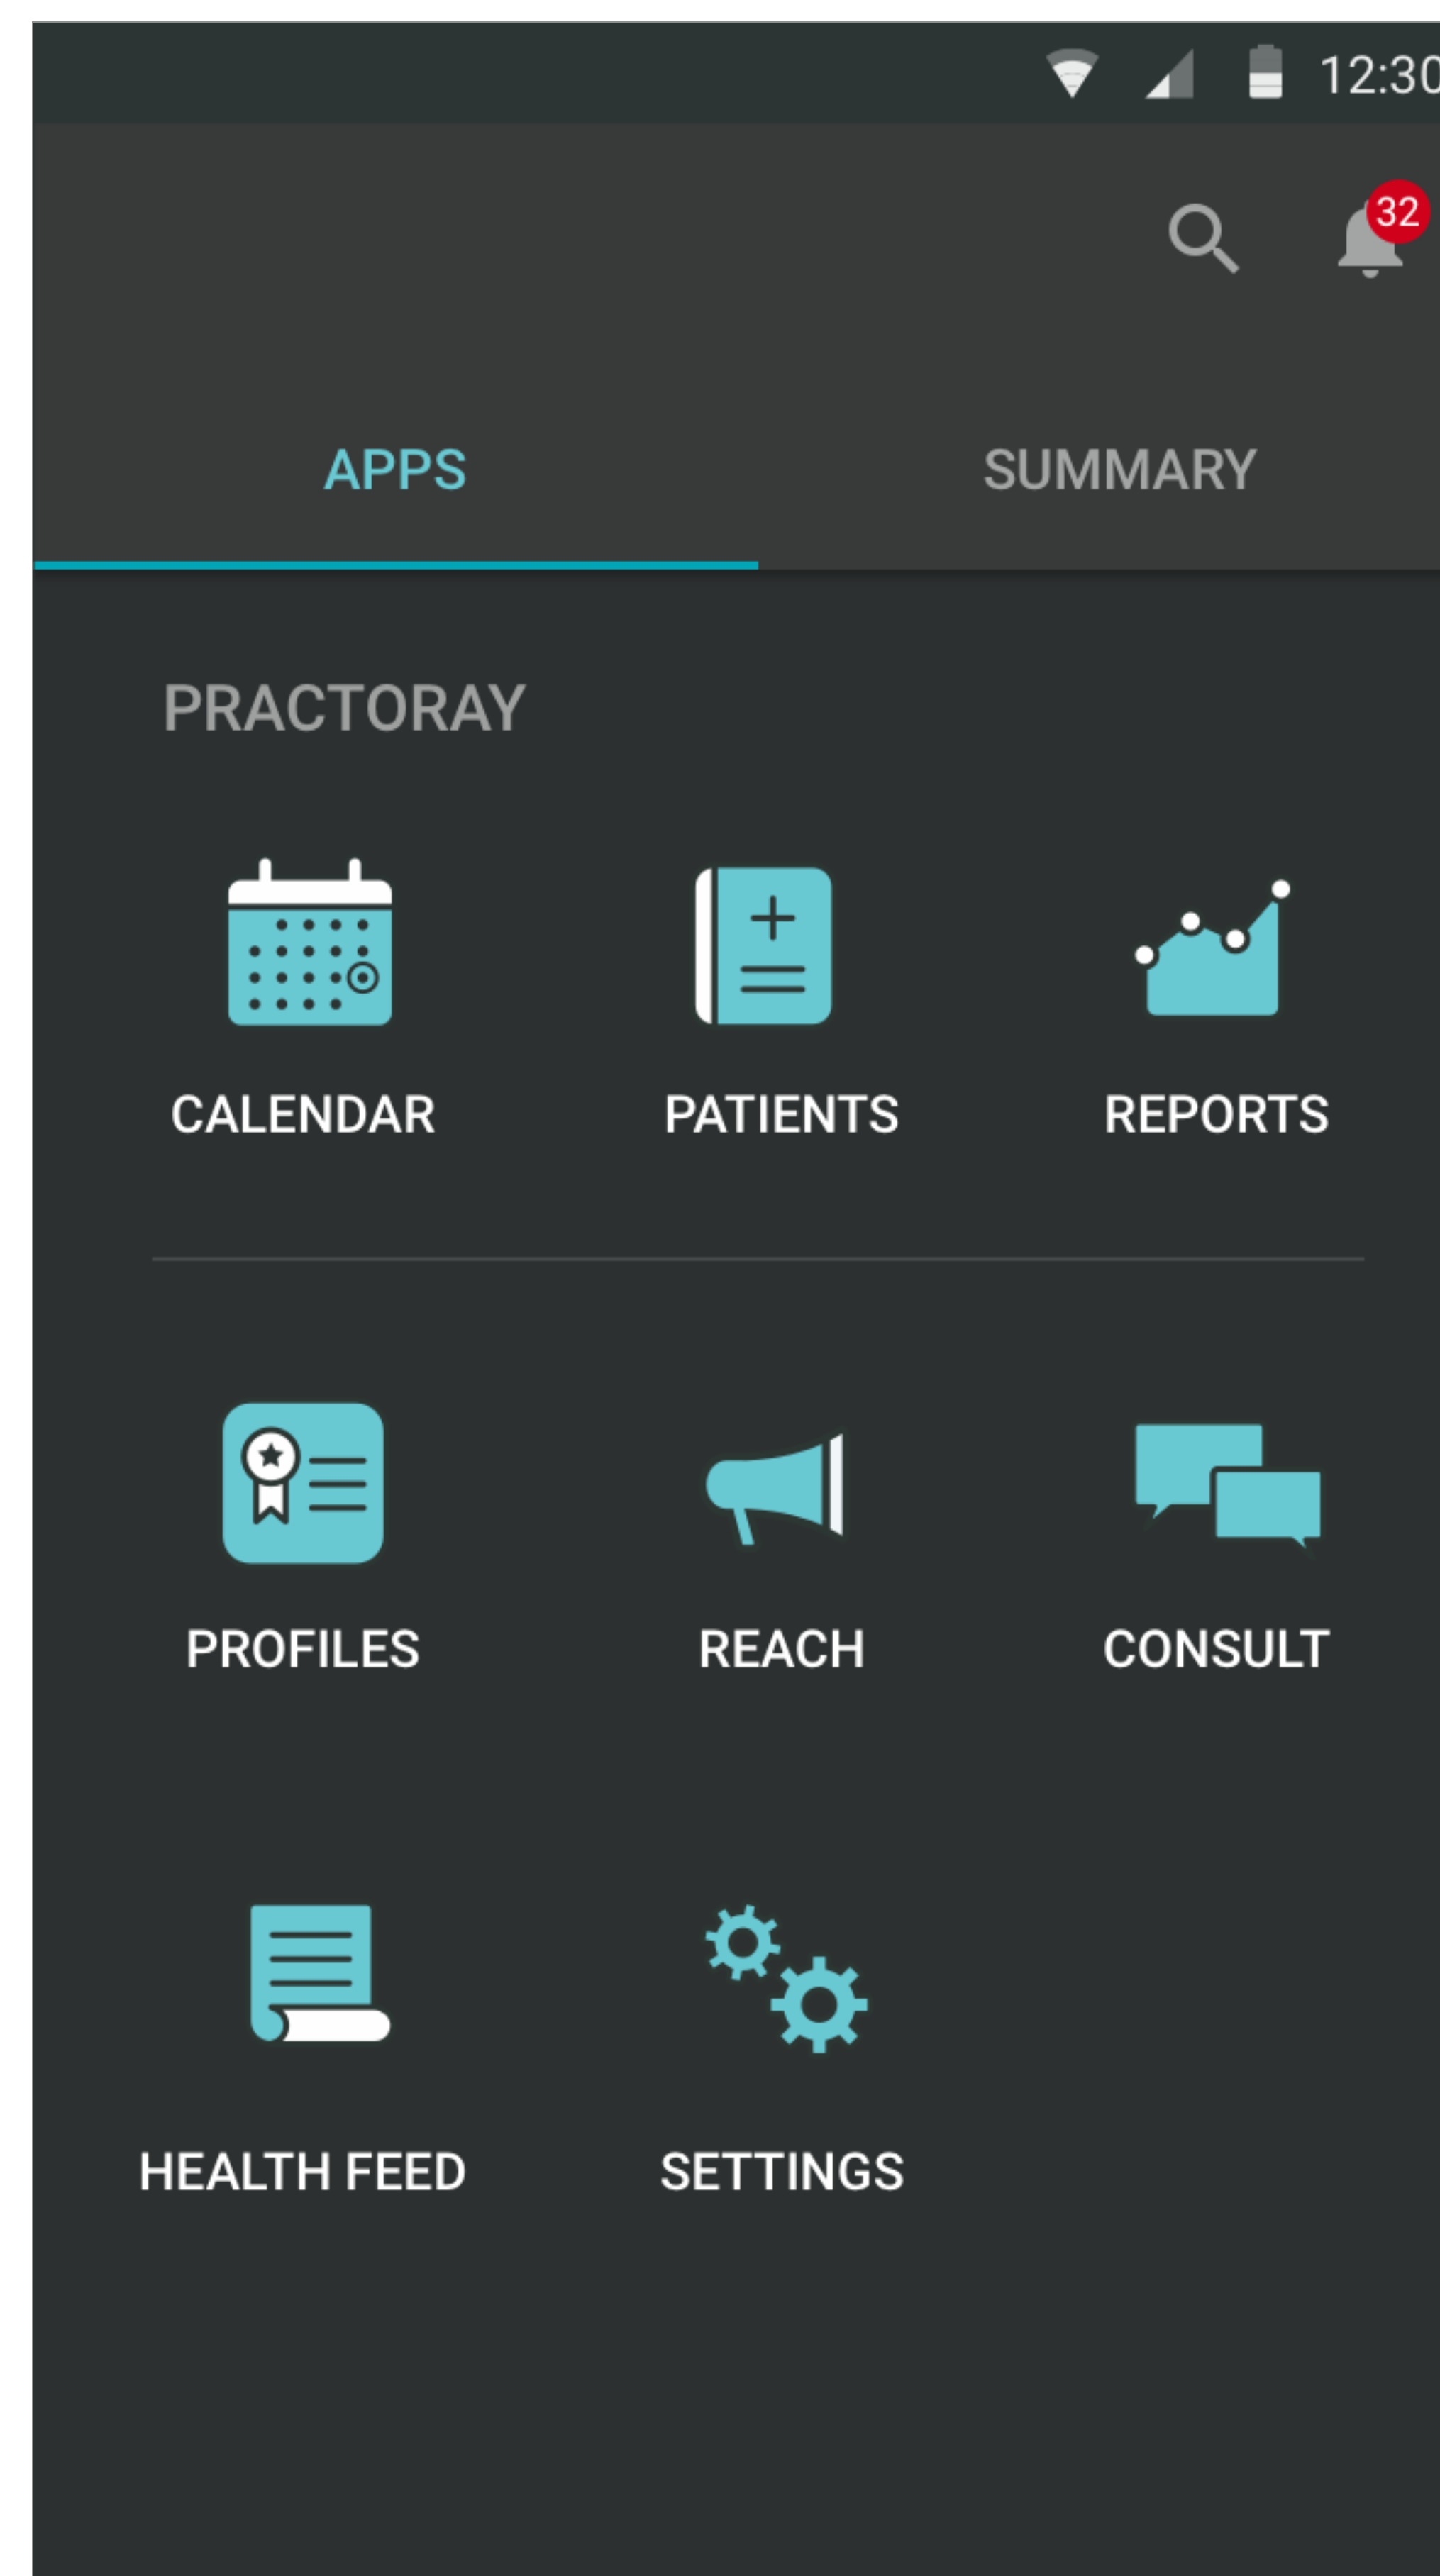 12:30
32
APPS SUMMARY
PRACTORAY
CALENDAR PATIENTS REPORTS
PROFILES REACH CONSULT
HEALTH FEED SETTINGS